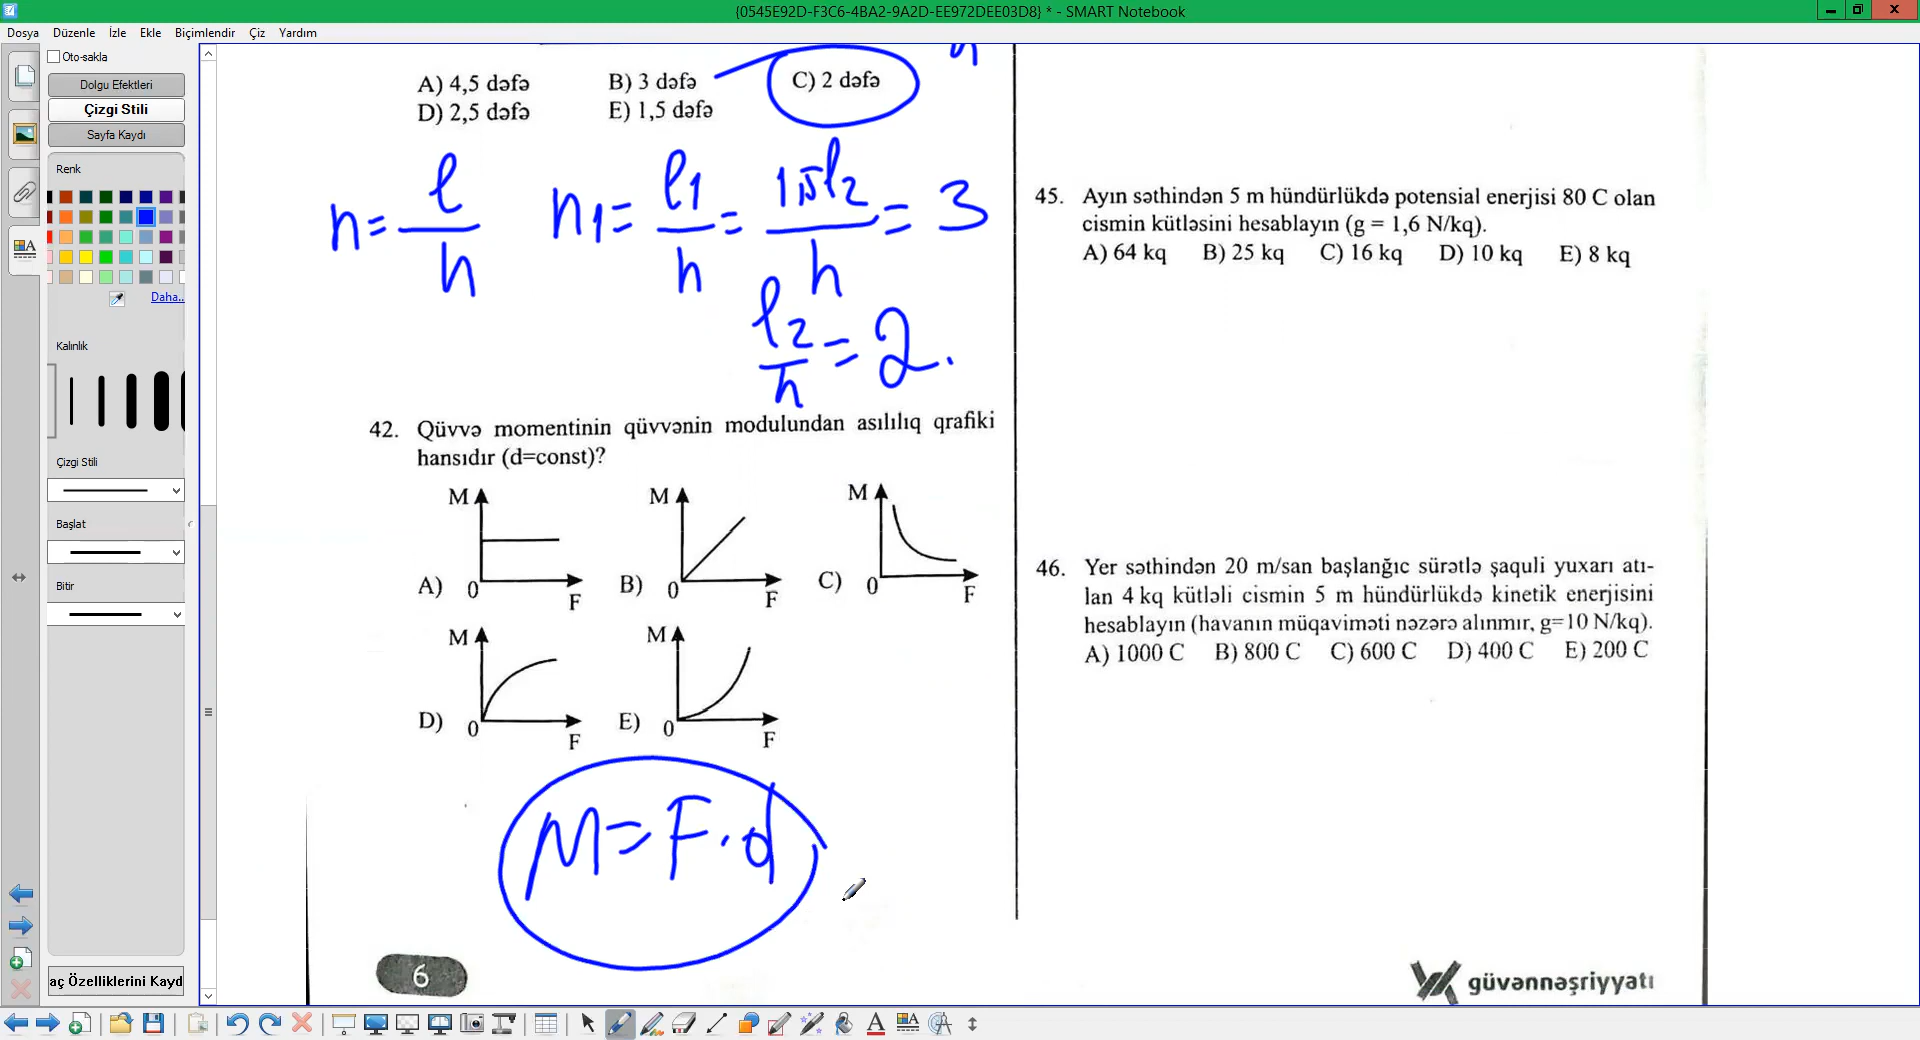 {0545E92D-F3C6-4BA2-9A2D-EE972DEE03D8} * - SMART Notebook
Dosya Düzenle İzle Ekle Biçimlendir Çiz Yardım
Oto-sakla
Dolgu Efektleri
Çizgi Stili
Sayfa Kaydı
Renk
Daha..
Kalınlık
Çizgi Stili
Başlat
Bitir
aç Özelliklerini Kayd
A) 4,5 dəfə B) 3 dəfə C) 2 dəfə
D) 2,5 dəfə E) 1,5 dəfə
n = l/h n1 = l1/h = 1,5l2/h = 3
l2/h = 2.
42. Qüvvə momentinin qüvvənin modulundan asılılıq qrafiki
hansıdır (d=const)?
A) M 0 F B) M 0 F C) M 0 F
D) M 0 F E) M 0 F
M = F · d
6
45. Ayın səthindən 5 m hündürlükdə potensial enerjisi 80 C olan
cismin kütləsini hesablayın (g = 1,6 N/kq).
A) 64 kq B) 25 kq C) 16 kq D) 10 kq E) 8 kq
46. Yer səthindən 20 m/san başlanğıc sürətlə şaquli yuxarı atı-
lan 4 kq kütləli cismin 5 m hündürlükdə kinetik enerjisini
hesablayın (havanın müqaviməti nəzərə alınmır, g=10 N/kq).
A) 1000 C B) 800 C C) 600 C D) 400 C E) 200 C
güvənnəşriyyatı